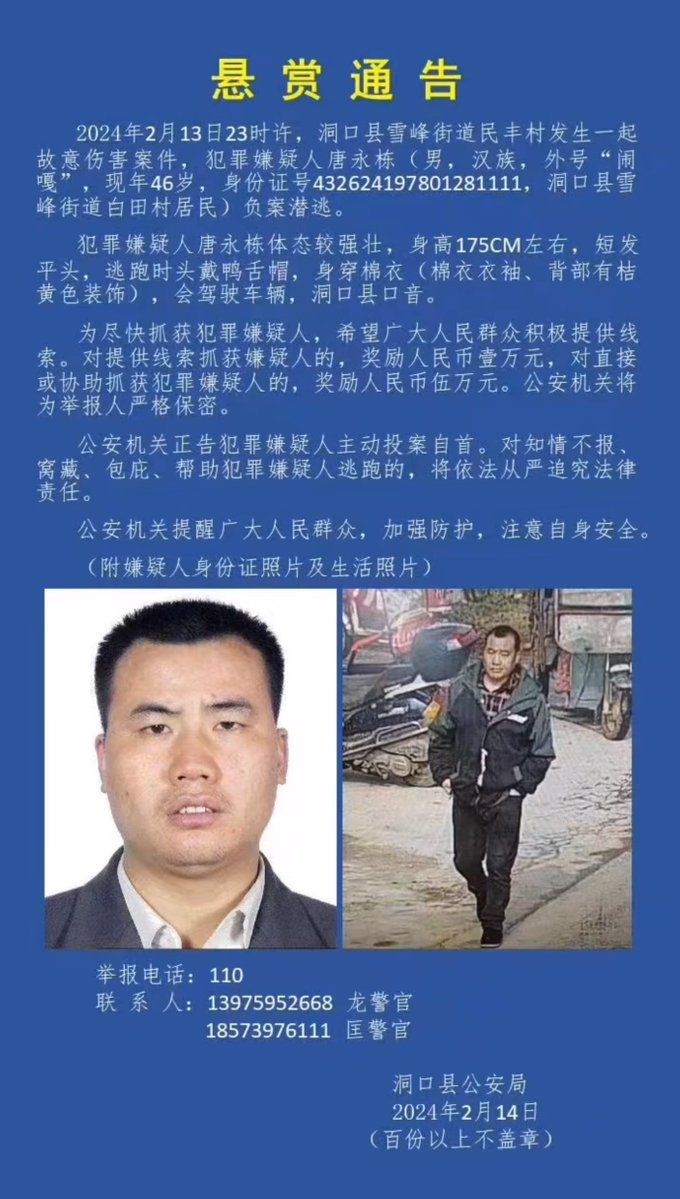 悬赏通告
2024年2月13日23时许，洞口县雪峰街道民丰村发生一起
故意伤害案件，犯罪嫌疑人唐永栋（男，汉族，外号“闹
嘎”，现年46岁，身份证号432624197801281111，洞口县雪
峰街道白田村居民）负案潜逃。
犯罪嫌疑人唐永栋体态较强壮，身高175CM左右，短发
平头，逃跑时头戴鸭舌帽，身穿棉衣（棉衣衣袖、背部有桔
黄色装饰），会驾驶车辆，洞口县口音。
为尽快抓获犯罪嫌疑人，希望广大人民群众积极提供线
索。对提供线索抓获嫌疑人的，奖励人民币壹万元，对直接
或协助抓获犯罪嫌疑人的，奖励人民币伍万元。公安机关将
为举报人严格保密。
公安机关正告犯罪嫌疑人主动投案自首。对知情不报、
窝藏、包庇、帮助犯罪嫌疑人逃跑的，将依法从严追究法律
责任。
公安机关提醒广大人民群众，加强防护，注意自身安全。
（附嫌疑人身份证照片及生活照片）
举报电话：110
联 系 人：13975952668 龙警官
18573976111 匡警官
洞口县公安局
2024年2月14日
（百份以上不盖章）